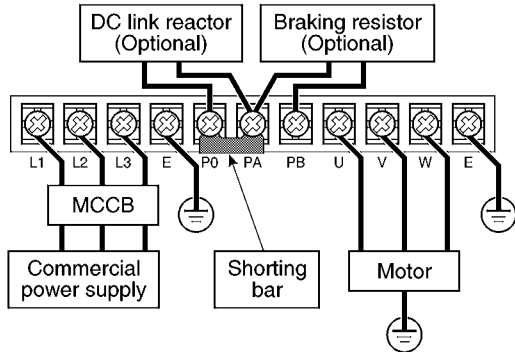 DC link reactor
(Optional)
Braking resistor
(Optional)
L1 L2 L3 E P0 PA PB U V W E
MCCB
Commercial
power supply
Shorting
bar
Motor